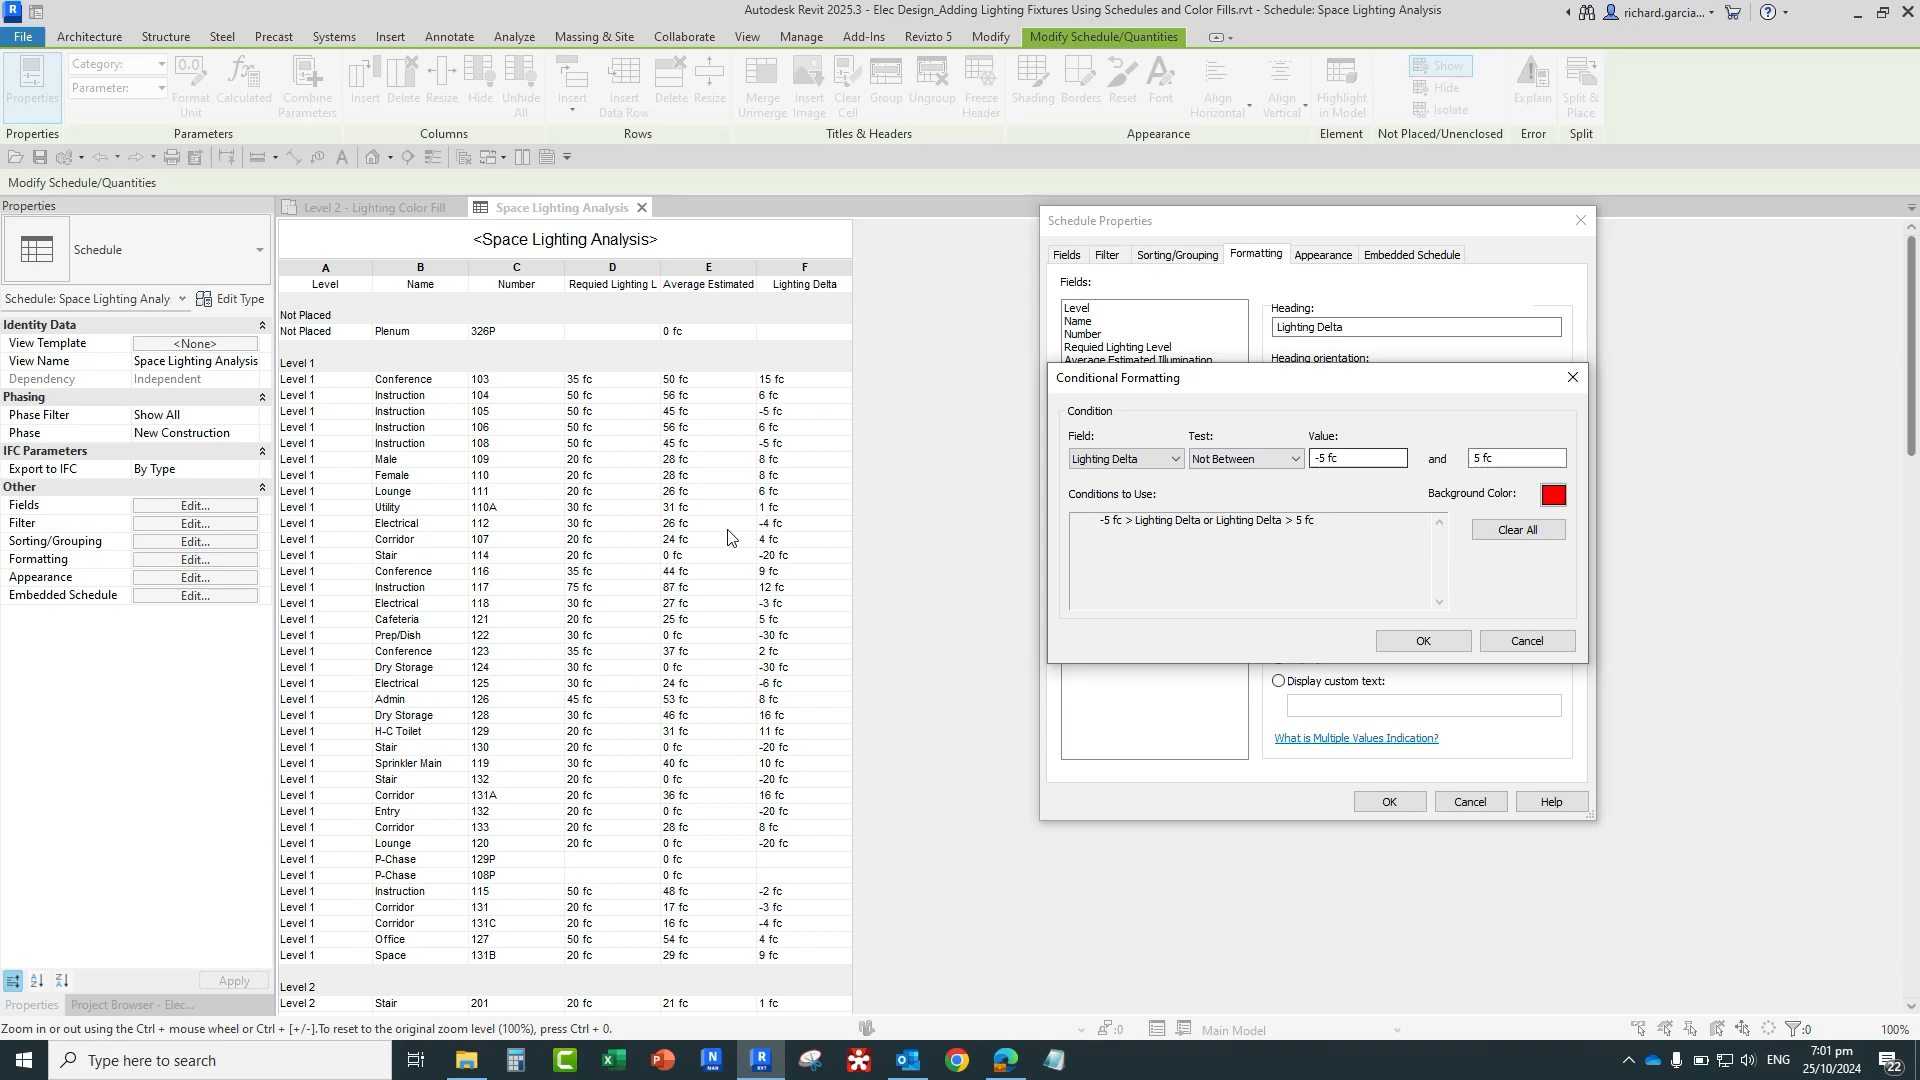 Autodesk Revit 2025.3 - Elec Design_Adding Lighting Fixtures Using Schedules and Color Fills.rvt - Schedule: Space Lighting Analysis
richard.garcia...
File Architecture Structure Steel Precast Systems Insert Annotate Analyze Massing & Site Collaborate View Manage Add-Ins Revizto 5 Modify Modify Schedule/Quantities
Properties
Category:
Parameter:
Format Unit
Calculated
Combine Parameters
Insert Delete Resize Hide Unhide All
Insert
Insert Data Row
Delete Resize
Merge Unmerge
Insert Image
Clear Cell
Group Ungroup
Freeze Header
Shading Borders Reset Font
Align Horizontal
Align Vertical
Highlight in Model
Show
Hide
Isolate
Explain
Split & Place
Properties Parameters Columns Rows Titles & Headers Appearance Element Not Placed/Unenclosed Error Split
Modify Schedule/Quantities
Properties
Schedule
Schedule: Space Lighting Analy Edit Type
Identity Data
View Template <None>
View Name Space Lighting Analysis
Dependency Independent
Phasing
Phase Filter Show All
Phase New Construction
IFC Parameters
Export to IFC By Type
Other
Fields Edit...
Filter Edit...
Sorting/Grouping Edit...
Formatting Edit...
Appearance Edit...
Embedded Schedule Edit...
Apply
Properties Project Browser - Elec...
Level 2 - Lighting Color Fill Space Lighting Analysis
<Space Lighting Analysis>
A B C D E F
Level Name Number Requied Lighting L Average Estimated Lighting Delta
Not Placed
Not Placed Plenum 326P 0 fc
Level 1
Level 1 Conference 103 35 fc 50 fc 15 fc
Level 1 Instruction 104 50 fc 56 fc 6 fc
Level 1 Instruction 105 50 fc 45 fc -5 fc
Level 1 Instruction 106 50 fc 56 fc 6 fc
Level 1 Instruction 108 50 fc 45 fc -5 fc
Level 1 Male 109 20 fc 28 fc 8 fc
Level 1 Female 110 20 fc 28 fc 8 fc
Level 1 Lounge 111 20 fc 26 fc 6 fc
Level 1 Utility 110A 30 fc 31 fc 1 fc
Level 1 Electrical 112 30 fc 26 fc -4 fc
Level 1 Corridor 107 20 fc 24 fc 4 fc
Level 1 Stair 114 20 fc 0 fc -20 fc
Level 1 Conference 116 35 fc 44 fc 9 fc
Level 1 Instruction 117 75 fc 87 fc 12 fc
Level 1 Electrical 118 30 fc 27 fc -3 fc
Level 1 Cafeteria 121 20 fc 25 fc 5 fc
Level 1 Prep/Dish 122 30 fc 0 fc -30 fc
Level 1 Conference 123 35 fc 37 fc 2 fc
Level 1 Dry Storage 124 30 fc 0 fc -30 fc
Level 1 Electrical 125 30 fc 24 fc -6 fc
Level 1 Admin 126 45 fc 53 fc 8 fc
Level 1 Dry Storage 128 30 fc 46 fc 16 fc
Level 1 H-C Toilet 129 20 fc 31 fc 11 fc
Level 1 Stair 130 20 fc 0 fc -20 fc
Level 1 Sprinkler Main 119 30 fc 40 fc 10 fc
Level 1 Stair 132 20 fc 0 fc -20 fc
Level 1 Corridor 131A 20 fc 36 fc 16 fc
Level 1 Entry 132 20 fc 0 fc -20 fc
Level 1 Corridor 133 20 fc 28 fc 8 fc
Level 1 Lounge 120 20 fc 0 fc -20 fc
Level 1 P-Chase 129P 0 fc
Level 1 P-Chase 108P 0 fc
Level 1 Instruction 115 50 fc 48 fc -2 fc
Level 1 Corridor 131 20 fc 17 fc -3 fc
Level 1 Corridor 131C 20 fc 16 fc -4 fc
Level 1 Office 127 50 fc 54 fc 4 fc
Level 1 Space 131B 20 fc 29 fc 9 fc
Level 2
Level 2 Stair 201 20 fc 21 fc 1 fc
Schedule Properties
Fields Filter Sorting/Grouping Formatting Appearance Embedded Schedule
Fields:
Level
Name
Number
Requied Lighting Level
Average Estimated Illumination
Heading:
Lighting Delta
Heading orientation:
Conditional Formatting
Condition
Field: Test: Value:
Lighting Delta Not Between -5 fc and 5 fc
Conditions to Use: Background Color:
-5 fc > Lighting Delta or Lighting Delta > 5 fc
Clear All
OK Cancel
Display custom text:
What is Multiple Values Indication?
OK Cancel Help
Zoom in or out using the Ctrl + mouse wheel or Ctrl + [+/-].To reset to the original zoom level (100%), press Ctrl + 0.
:0 Main Model :0 100%
Type here to search
ENG
7:01 pm
25/10/2024
22